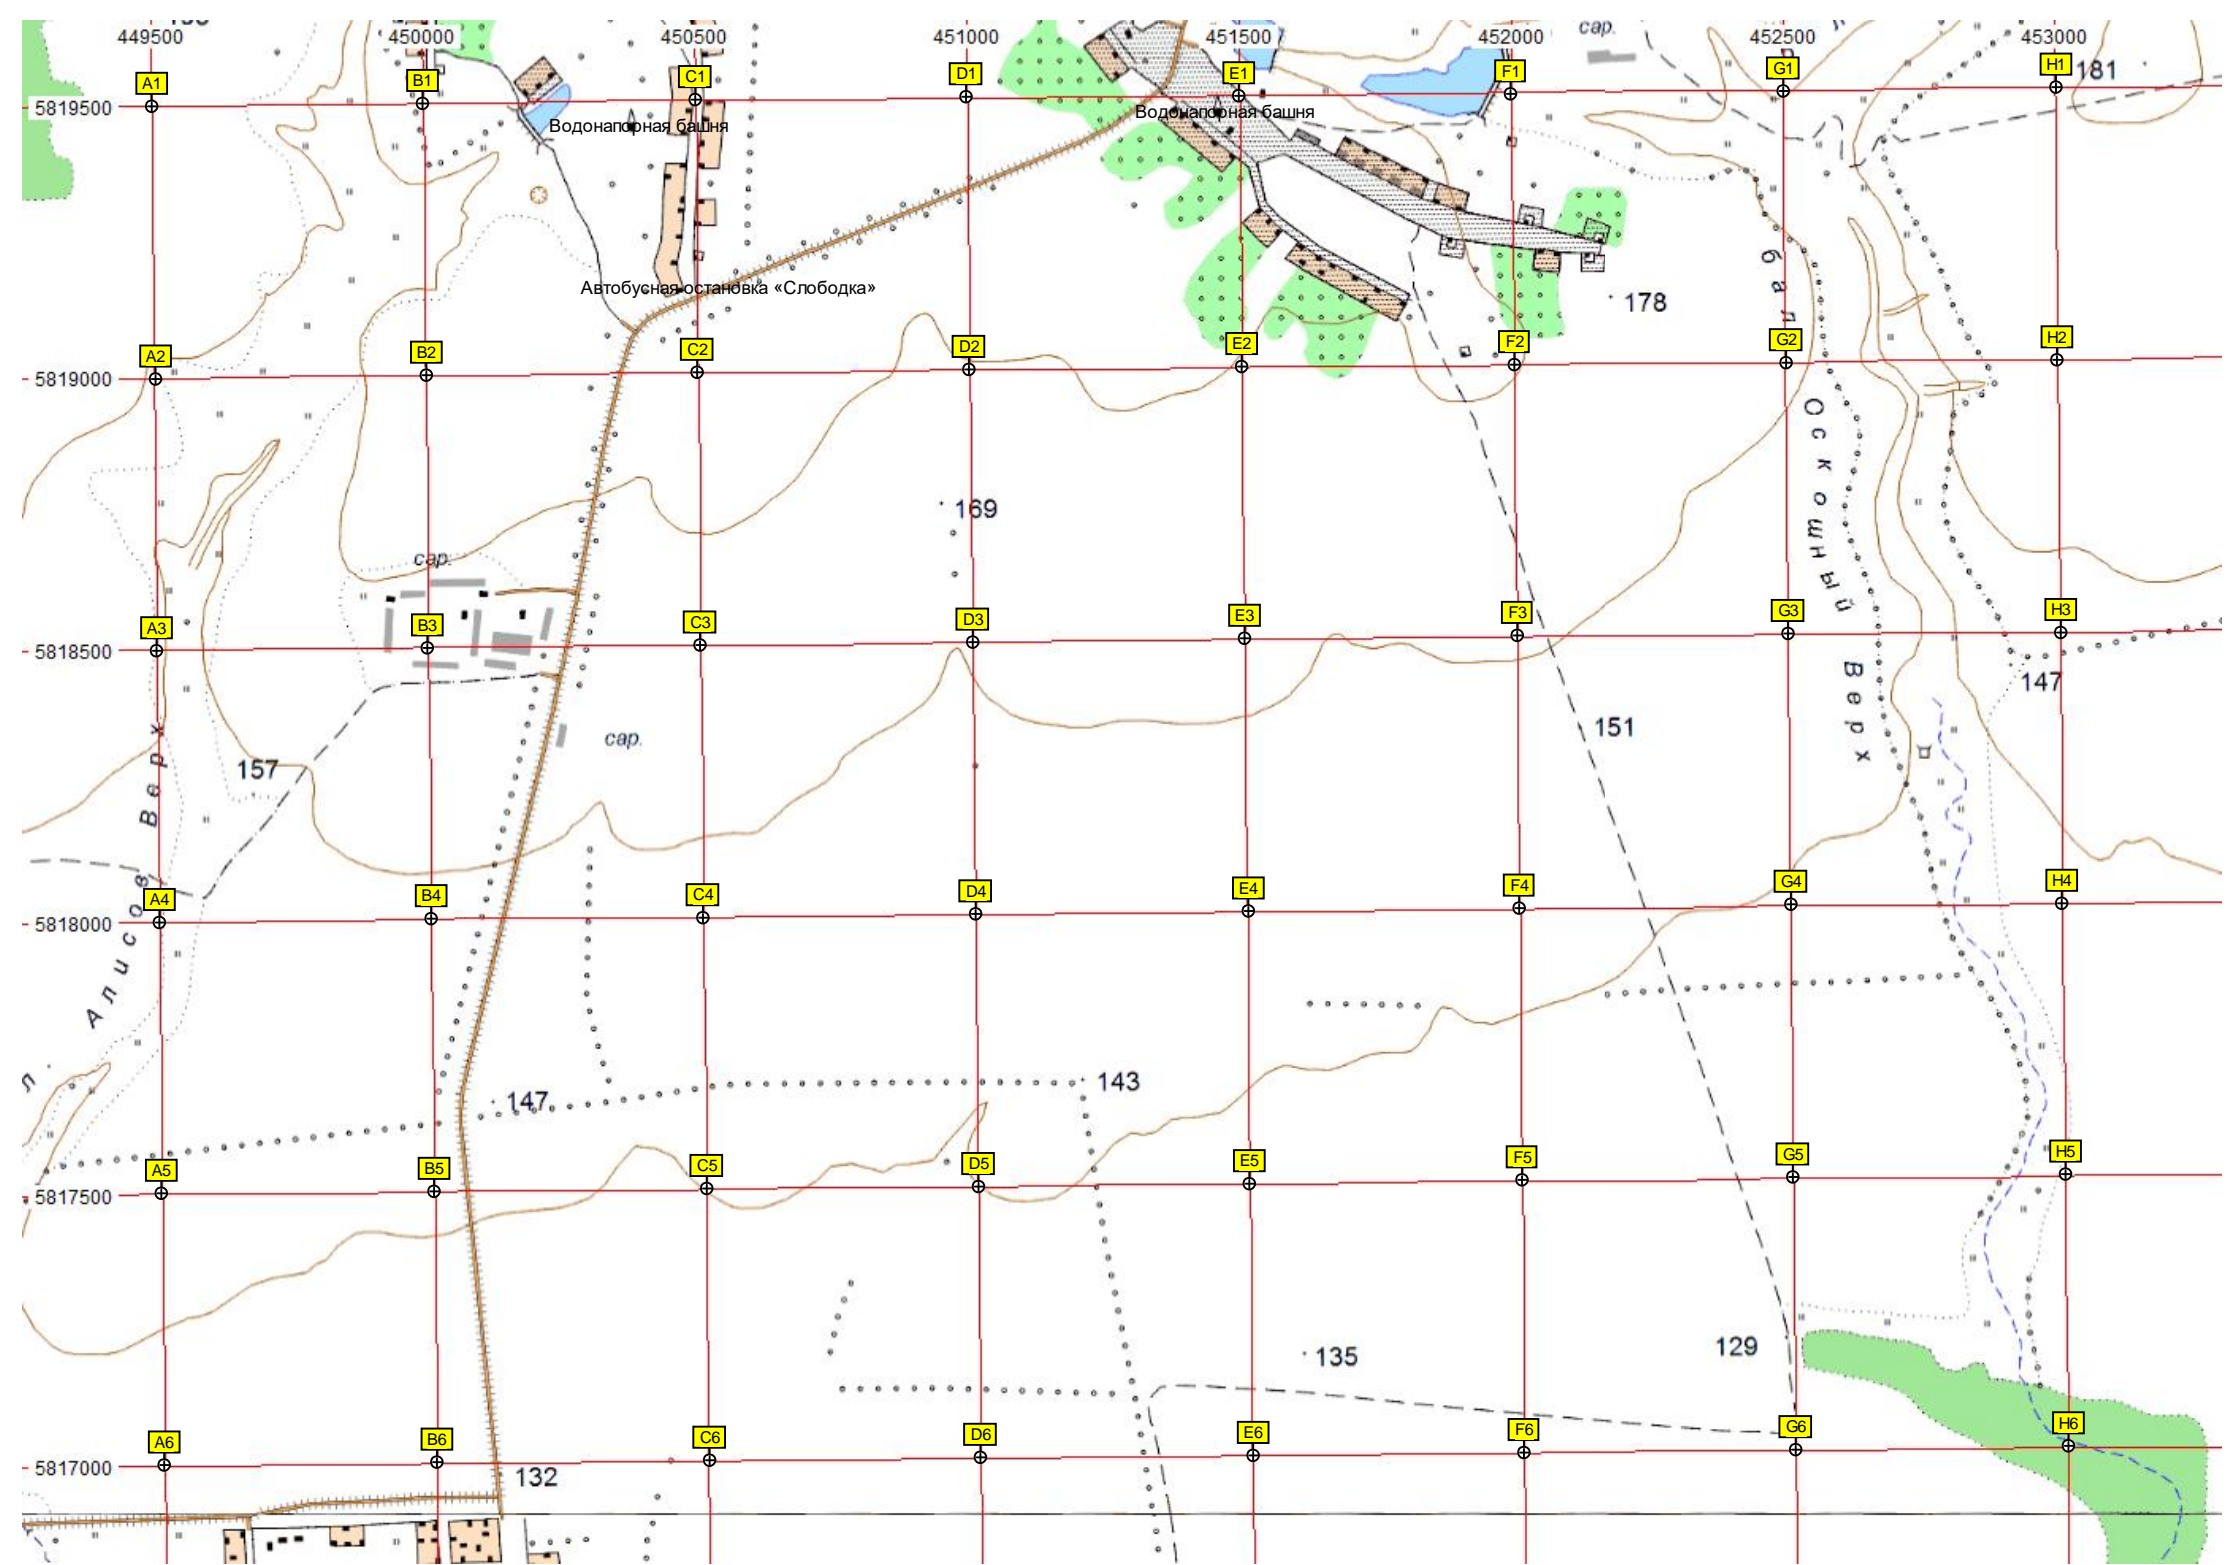 449500 450000 450500 451000 451500 452000 452500 453000
сар.
A1 B1 C1 D1 E1 F1 G1 H1
181
5819500
Водонапорная башня
Водонапорная башня
Автобусная остановка «Слободка»
178
бал
A2 B2 C2 D2 E2 F2 G2 H2
5819000
Оскошный Верх
169
сар.
A3 B3 C3 D3 E3 F3 G3 H3
5818500
147
151
сар.
157
Алисов Верх
A4 B4 C4 D4 E4 F4 G4 H4
5818000
л
143
147
A5 B5 C5 D5 E5 F5 G5 H5
5817500
129
135
A6 B6 C6 D6 E6 F6 G6 H6
5817000
132